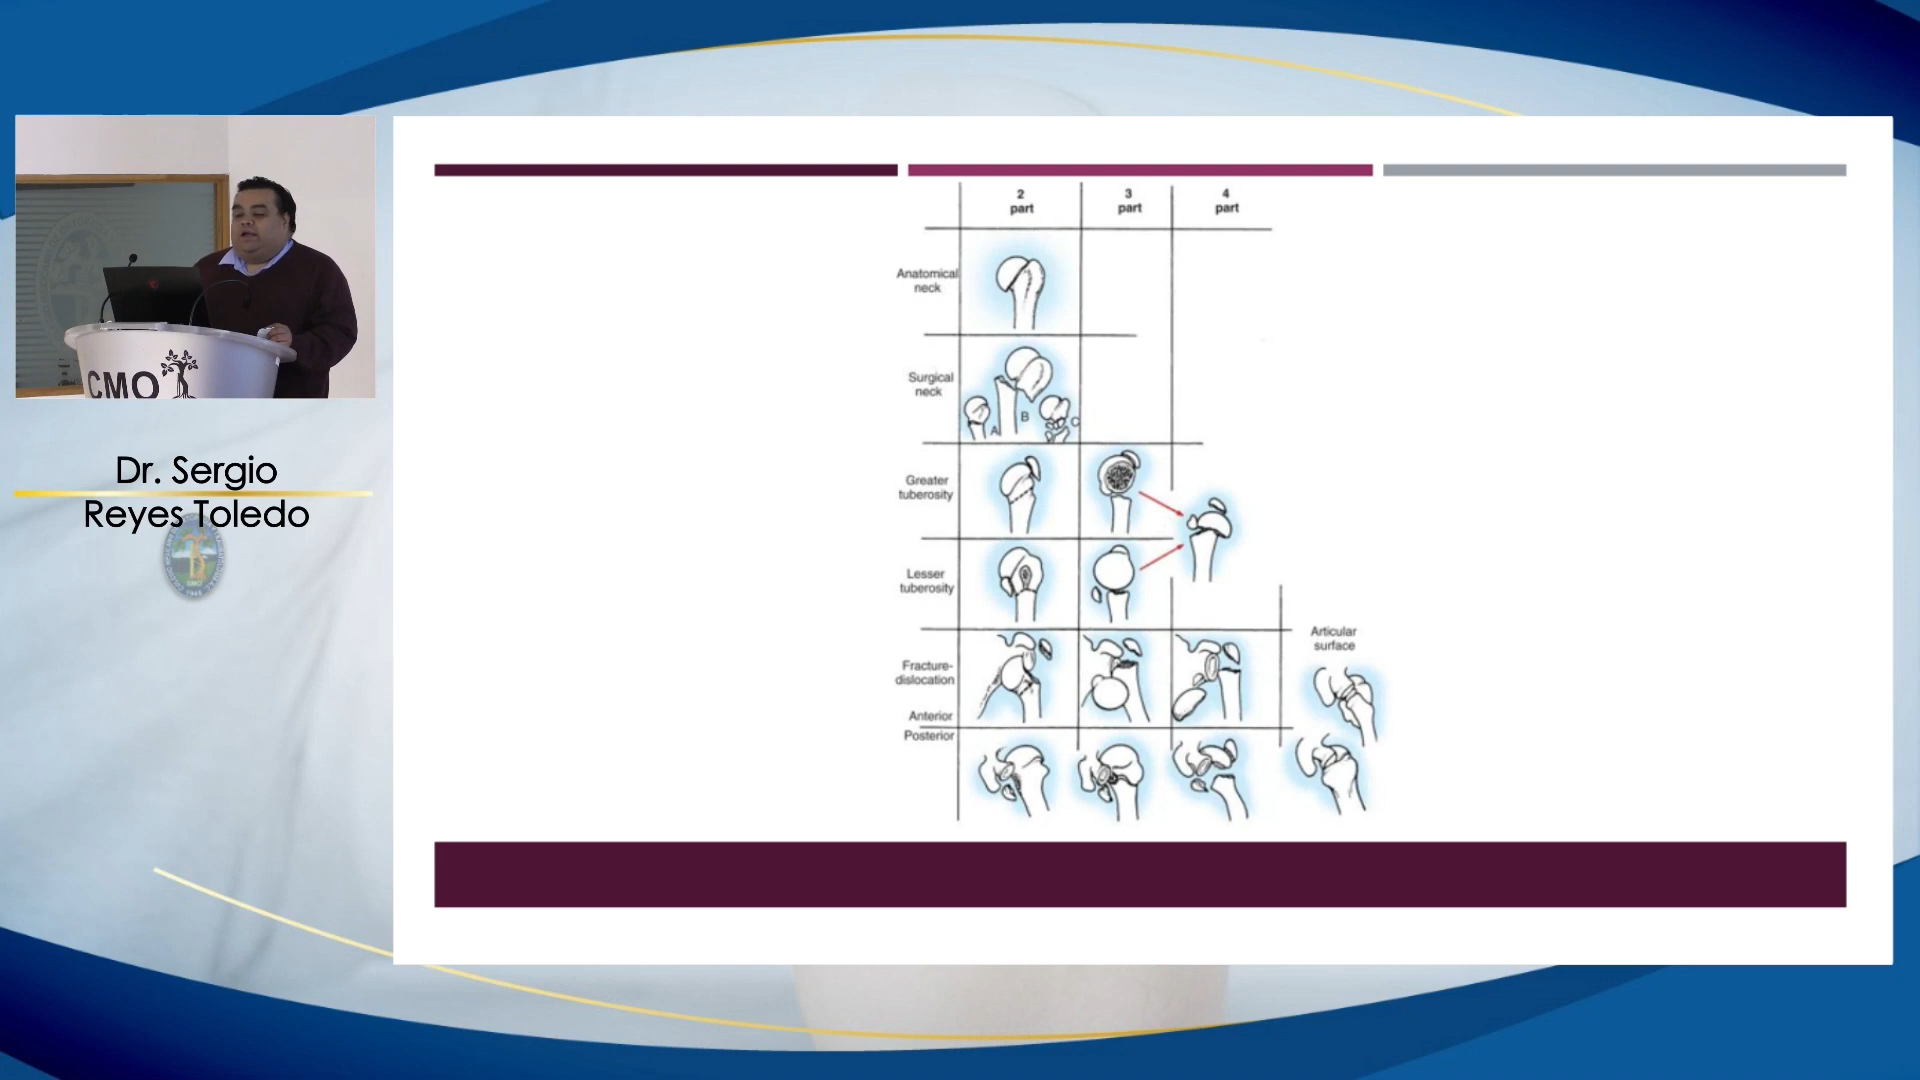 CMO
Dr. Sergio
Reyes Toledo
2 part
3 part
4 part
Anatomical
neck
Surgical
neck
A
B
C
Greater
tuberosity
Lesser
tuberosity
Fracture-
dislocation
Anterior
Posterior
Articular
surface